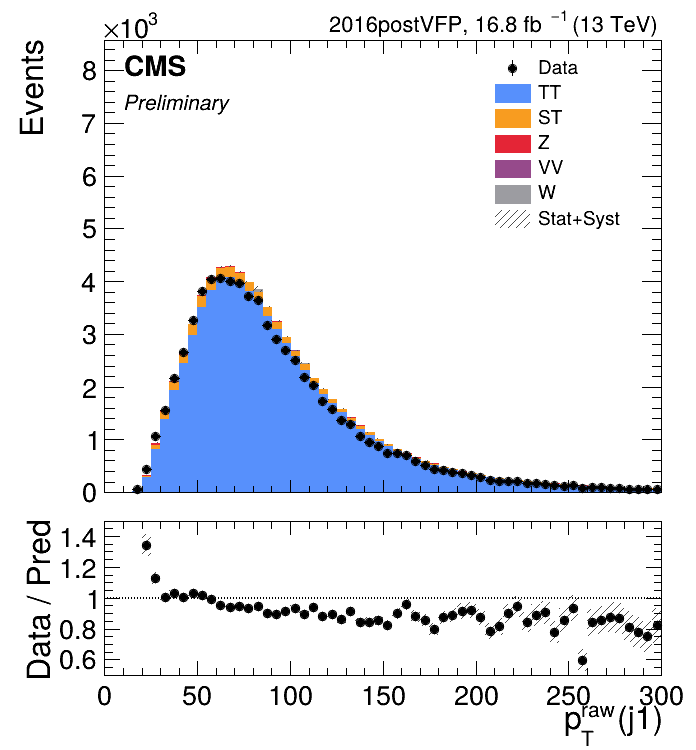 ×10³
2016postVFP, 16.8 fb ⁻¹ (13 TeV)
CMS
Preliminary
Events
8
7
6
5
4
3
2
1
0
Data
TT
ST
Z
VV
W
Stat+Syst
Data / Pred
1.4
1.2
1
0.8
0.6
0 50 100 150 200 250 300
p_T^raw(j1)